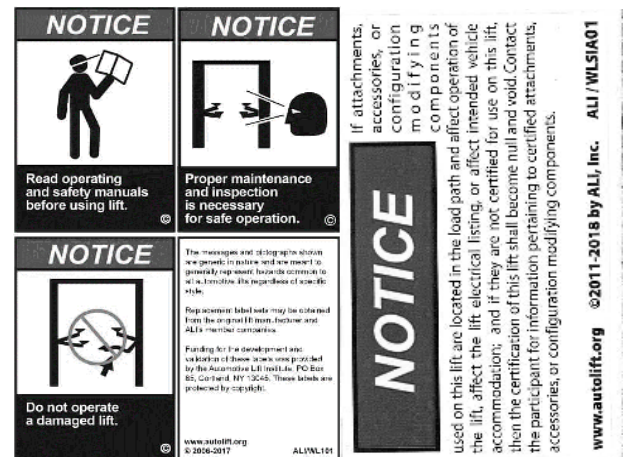 NOTICE
Read operating
and safety manuals
before using lift.
©
NOTICE
Proper maintenance
and inspection
is necessary
for safe operation.
©
NOTICE
Do not operate
a damaged lift.
©
The messages and pictographs shown
are generic in nature and are meant to
generally represent hazards common to
all automotive lifts regardless of specific
style.
Replacement label sets may be obtained
from the original lift manufacturer and
ALI's member companies.
Funding for the development and
validation of these labels was provided
by the Automotive Lift Institute, PO Box
85, Cortland, NY 13045. These labels are
protected by copyright.
www.autolift.org
© 2006-2017 ALI/WL101
NOTICE
If attachments,
accessories, or
configuration
modifying
components
used on this lift are located in the load path and affect operation of
the lift, affect the lift electrical listing, or affect intended vehicle
accommodation; and if they are not certified for use on this lift,
then the certification of this lift shall become null and void. Contact
the participant for information pertaining to certified attachments,
accessories, or configuration modifying components.
www.autolift.org ©2011-2018 by ALI, Inc. ALI / WLSIA01